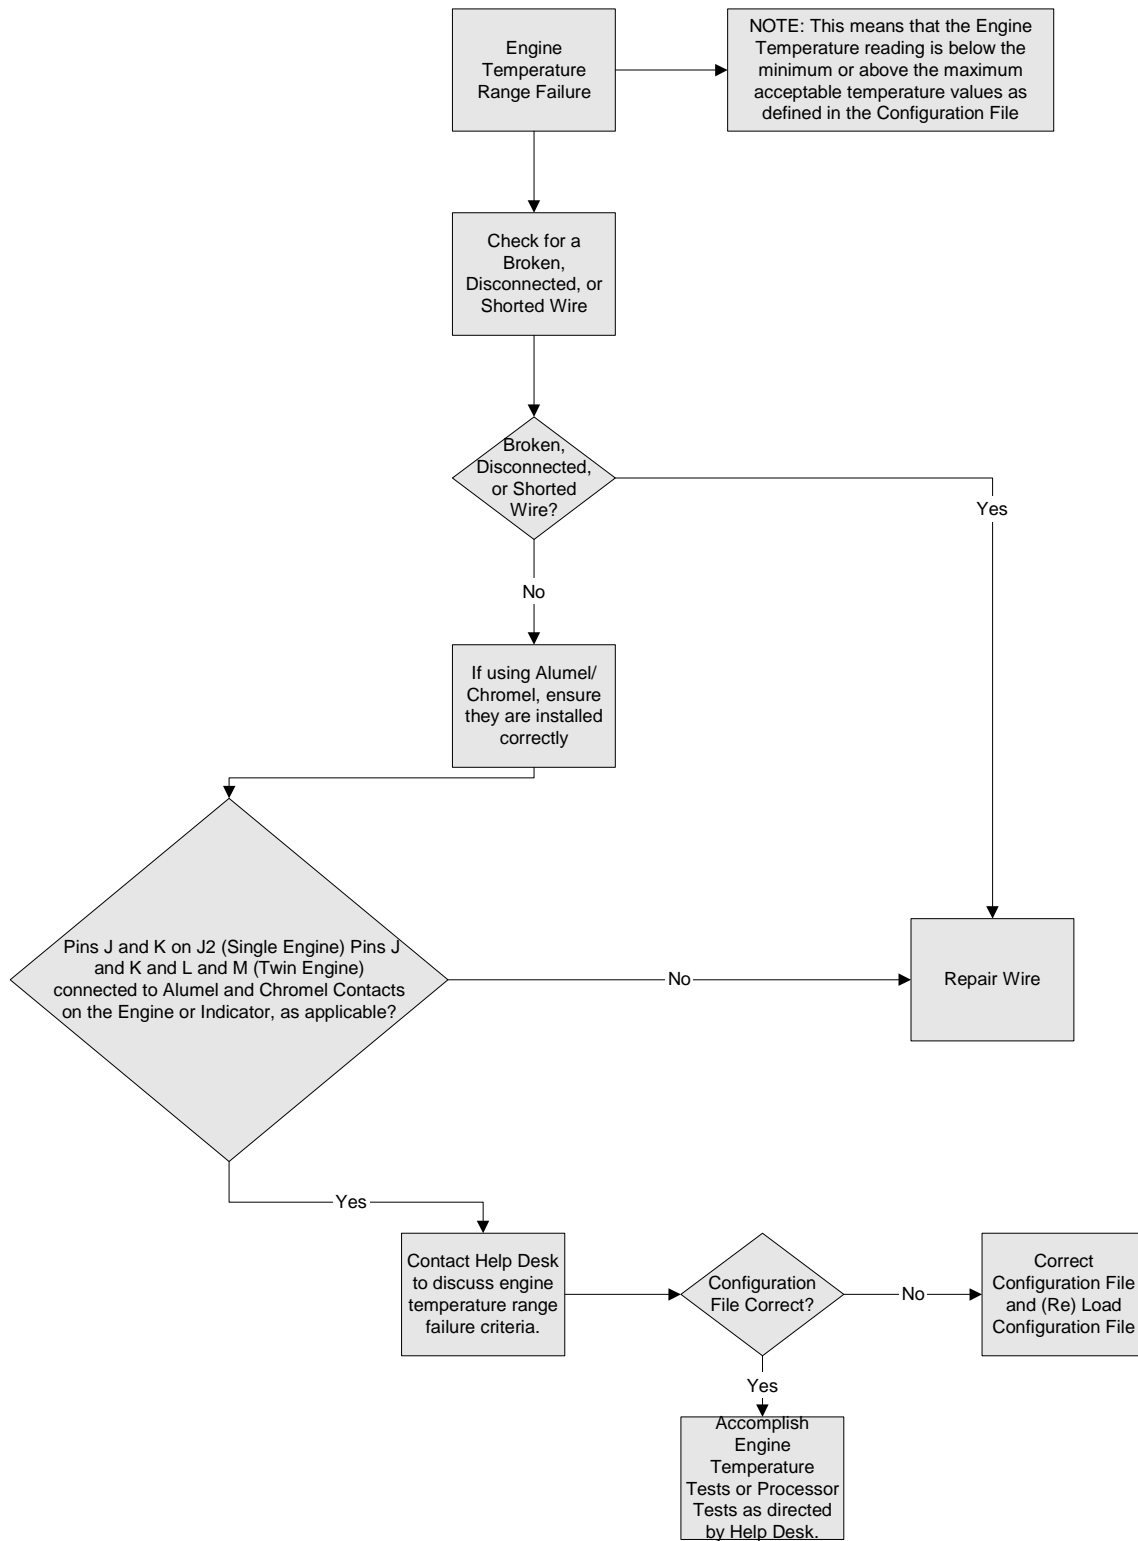 Engine
Temperature
Range Failure
NOTE: This means that the Engine
Temperature reading is below the
minimum or above the maximum
acceptable temperature values as
defined in the Configuration File
Check for a
Broken,
Disconnected, or
Shorted Wire
Broken,
Disconnected,
or Shorted
Wire?
Yes
No
If using Alumel/
Chromel, ensure
they are installed
correctly
Pins J and K on J2 (Single Engine) Pins J
and K and L and M (Twin Engine)
connected to Alumel and Chromel Contacts
on the Engine or Indicator, as applicable?
No
Repair Wire
Yes
Contact Help Desk
to discuss engine
temperature range
failure criteria.
Configuration
File Correct?
No
Correct
Configuration File
and (Re) Load
Configuration File
Yes
Accomplish
Engine
Temperature
Tests or Processor
Tests as directed
by Help Desk.